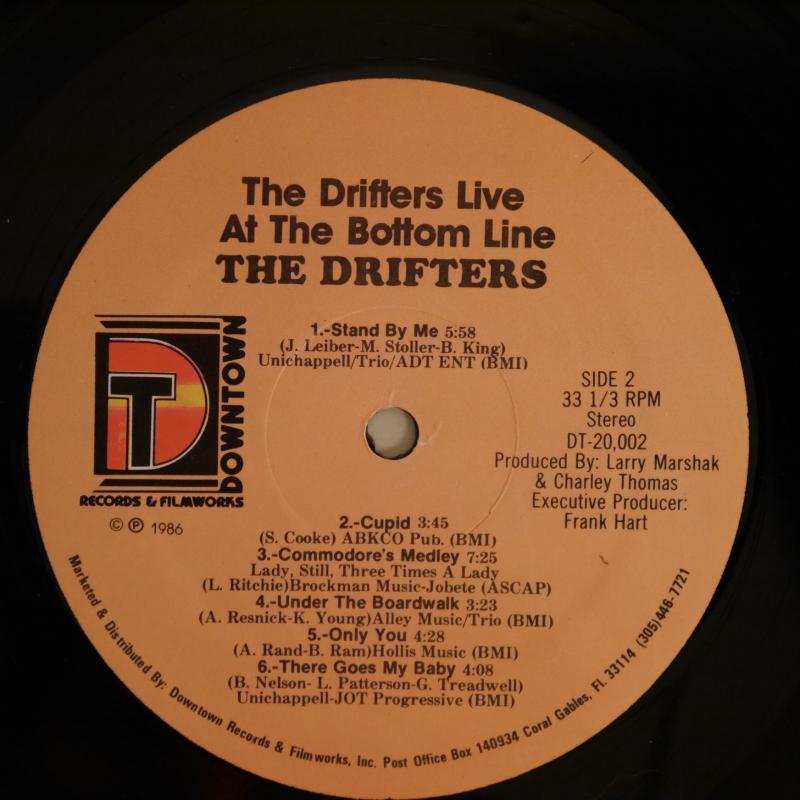 The Drifters Live
At The Bottom Line
THE DRIFTERS
1.-Stand By Me 5:58
(J. Leiber-M. Stoller-B. King)
Unichappell/Trio/ADT ENT (BMI)
DT
DOWNTOWN
RECORDS & FILMWORKS
© ℗ 1986
SIDE 2
33 1/3 RPM
Stereo
DT-20,002
Produced By: Larry Marshak
& Charley Thomas
Executive Producer:
Frank Hart
2.-Cupid 3:45
(S. Cooke) ABKCO Pub. (BMI)
3.-Commodore's Medley 7:25
Lady, Still, Three Times A Lady
(L. Ritchie)Brockman Music-Jobete (ASCAP)
4.-Under The Boardwalk 3:23
(A. Resnick-K. Young)Alley Music/Trio (BMI)
5.-Only You 4:28
(A. Rand-B. Ram)Hollis Music (BMI)
6.-There Goes My Baby 4:08
(B. Nelson- L. Patterson-G. Treadwell)
Unichappell-JOT Progressive (BMI)
Marketed & Distributed By: Downtown Records & Filmworks, Inc. Post Office Box 140934 Coral Gables, Fl. 33114 (305)446-7721